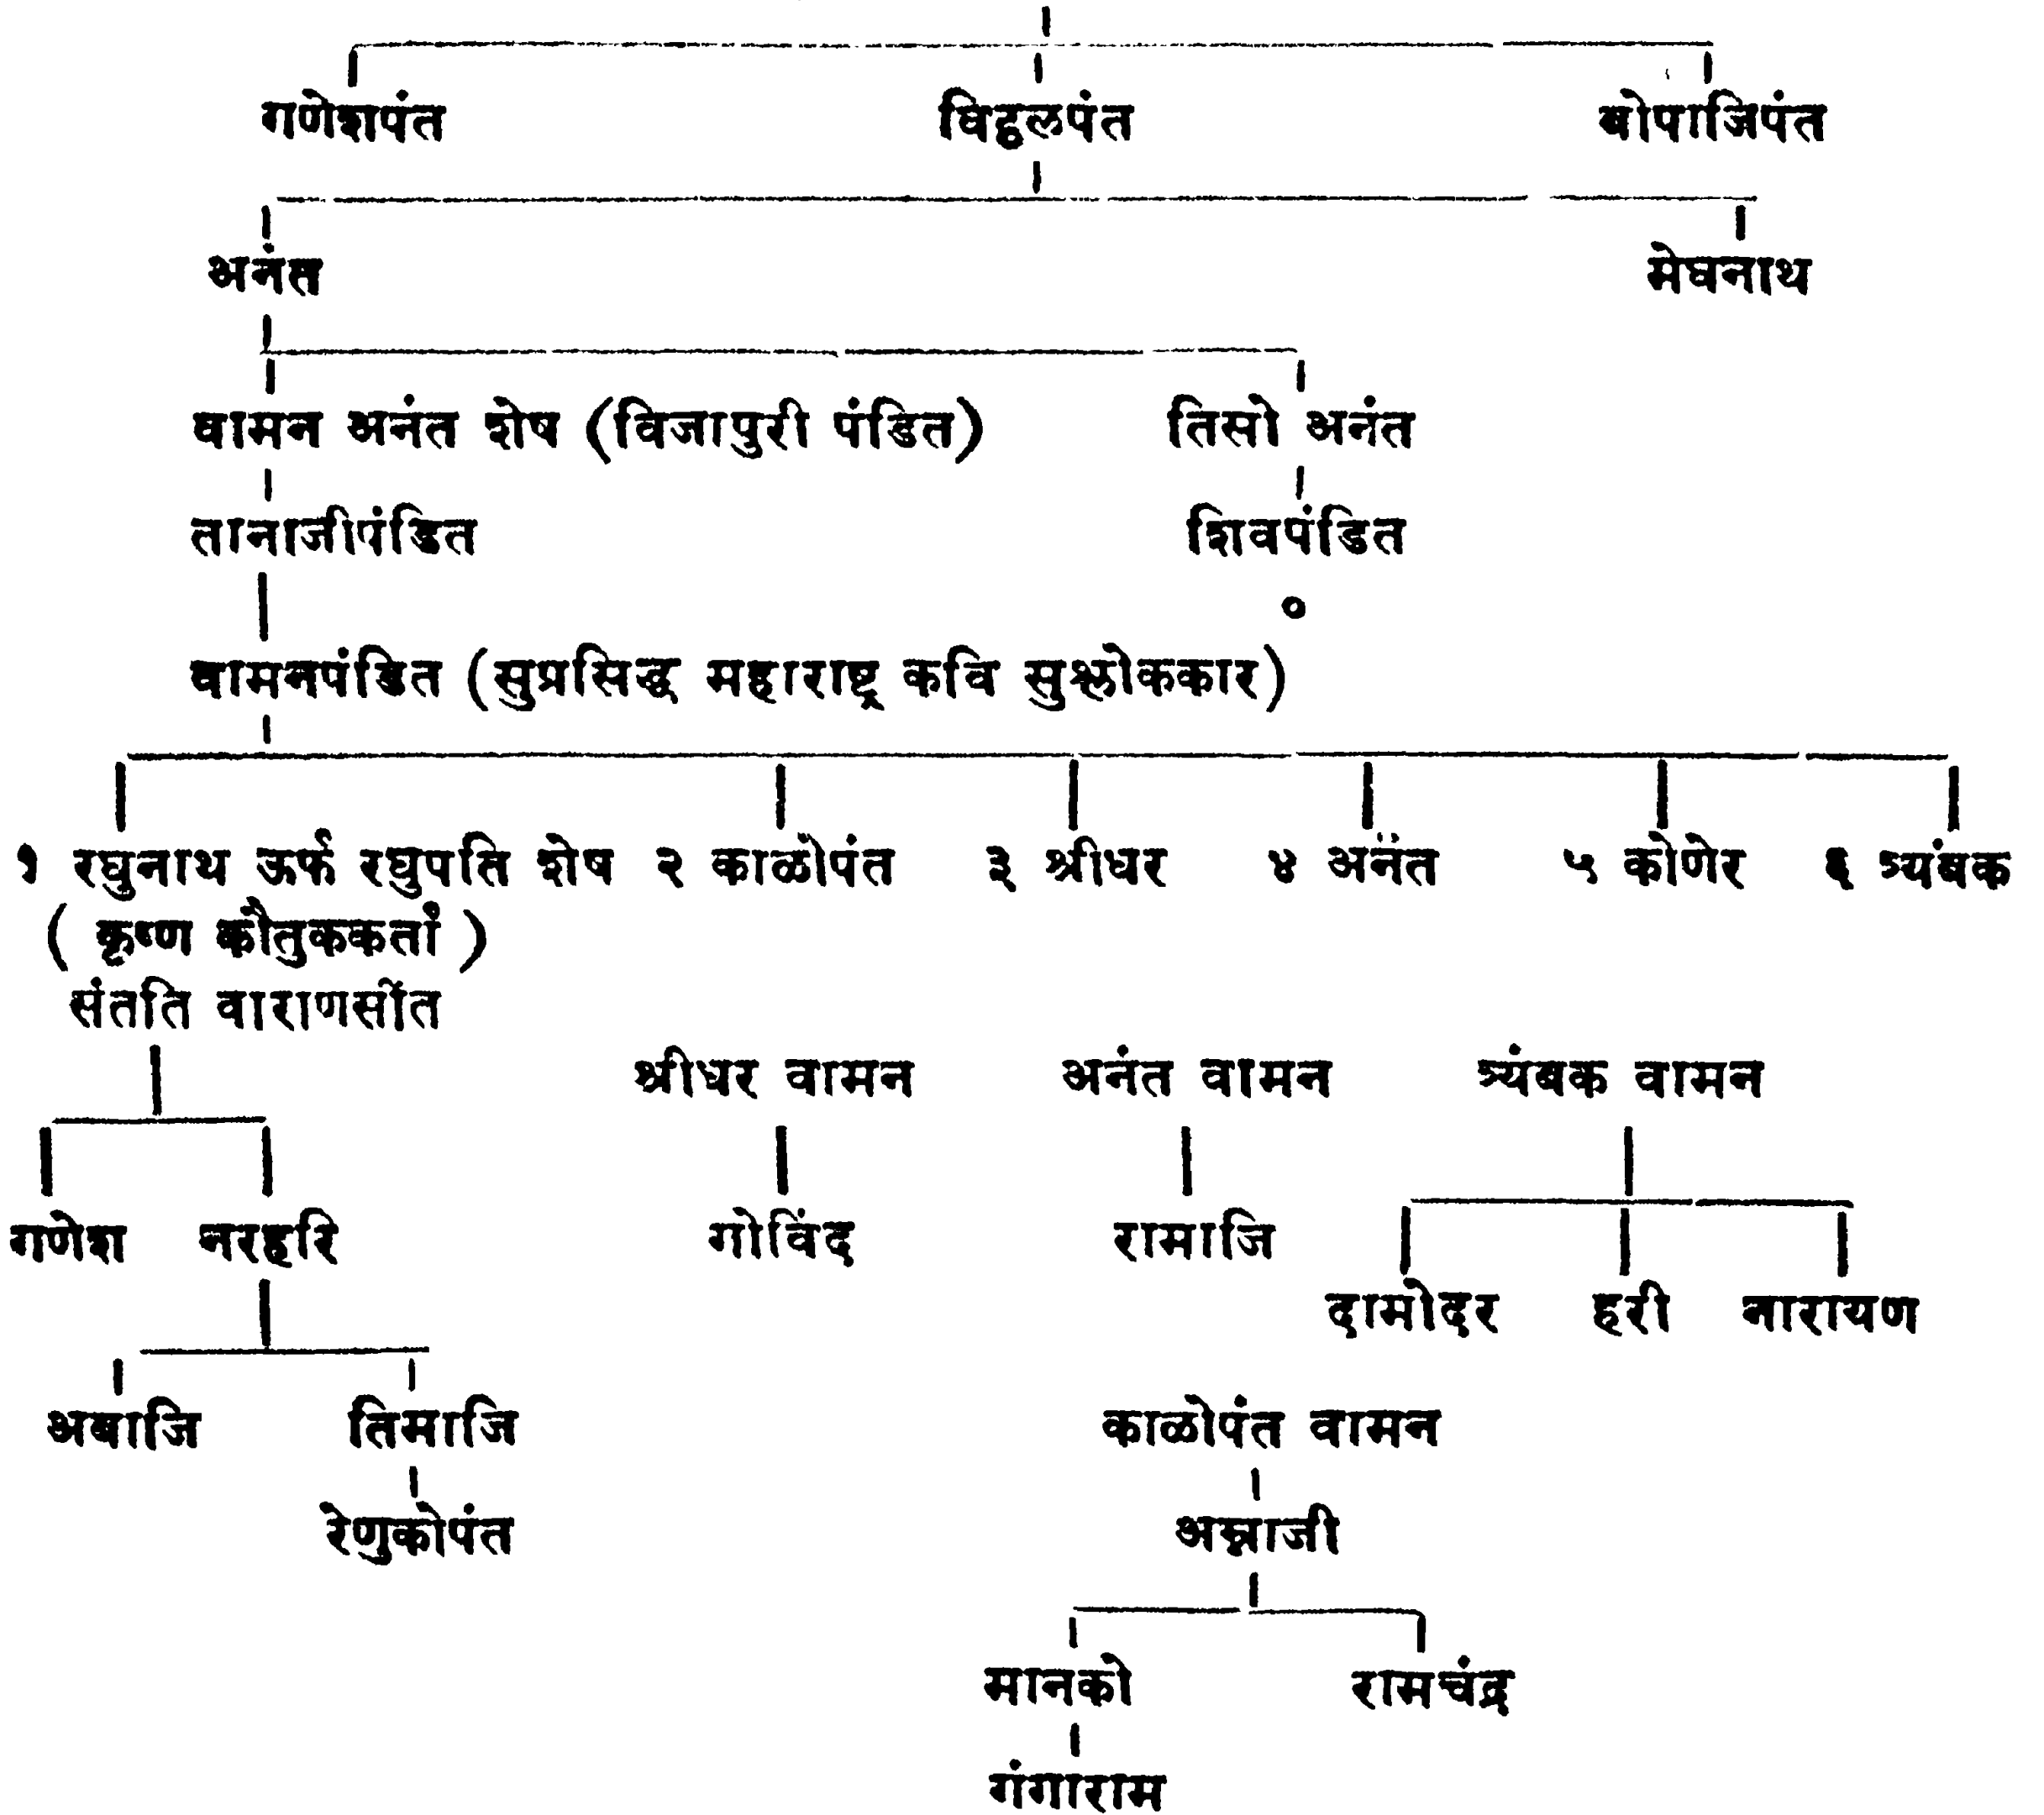 गणेशपंत विठ्ठलपंत बोपाजिपंत
अनंत मेघनाथ
वामन अनंत शेष (विजापुरी पंडित) तिसो अनंत
तानाजीपंडित शिवपंडित
०
वामनपंडित (सुप्रसिद्ध महाराष्ट्र कवि सुश्लोककार)
१ रघुनाथ ऊर्फ रघुपति शेष २ काळोपंत ३ श्रीधर ४ अनंत ५ कोणेर ६ त्र्यंबक
( कृष्ण कौतुककर्ता )
संतति वाराणसींत
श्रीधर वामन अनंत वामन त्र्यंबक वामन
गणेश नरहरि गोविंद रामाजि
दामोदर हरी नारायण
अबाजि तिमाजि काळोपंत वामन
रेणुकोपंत अन्नाजी
मानको रामचंद्र
गंगाराम